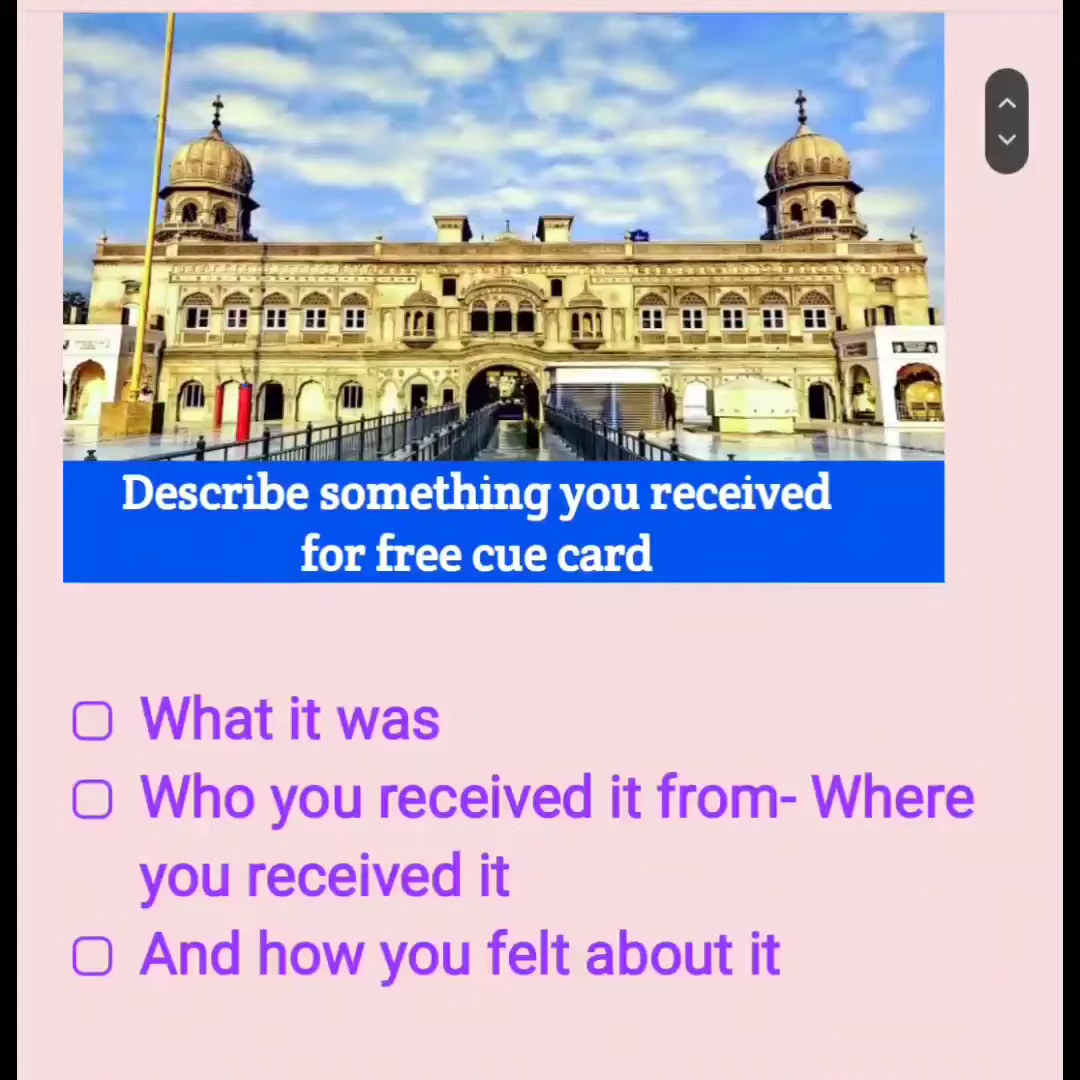 Describe something you received
for free cue card
What it was
Who you received it from- Where
you received it
And how you felt about it